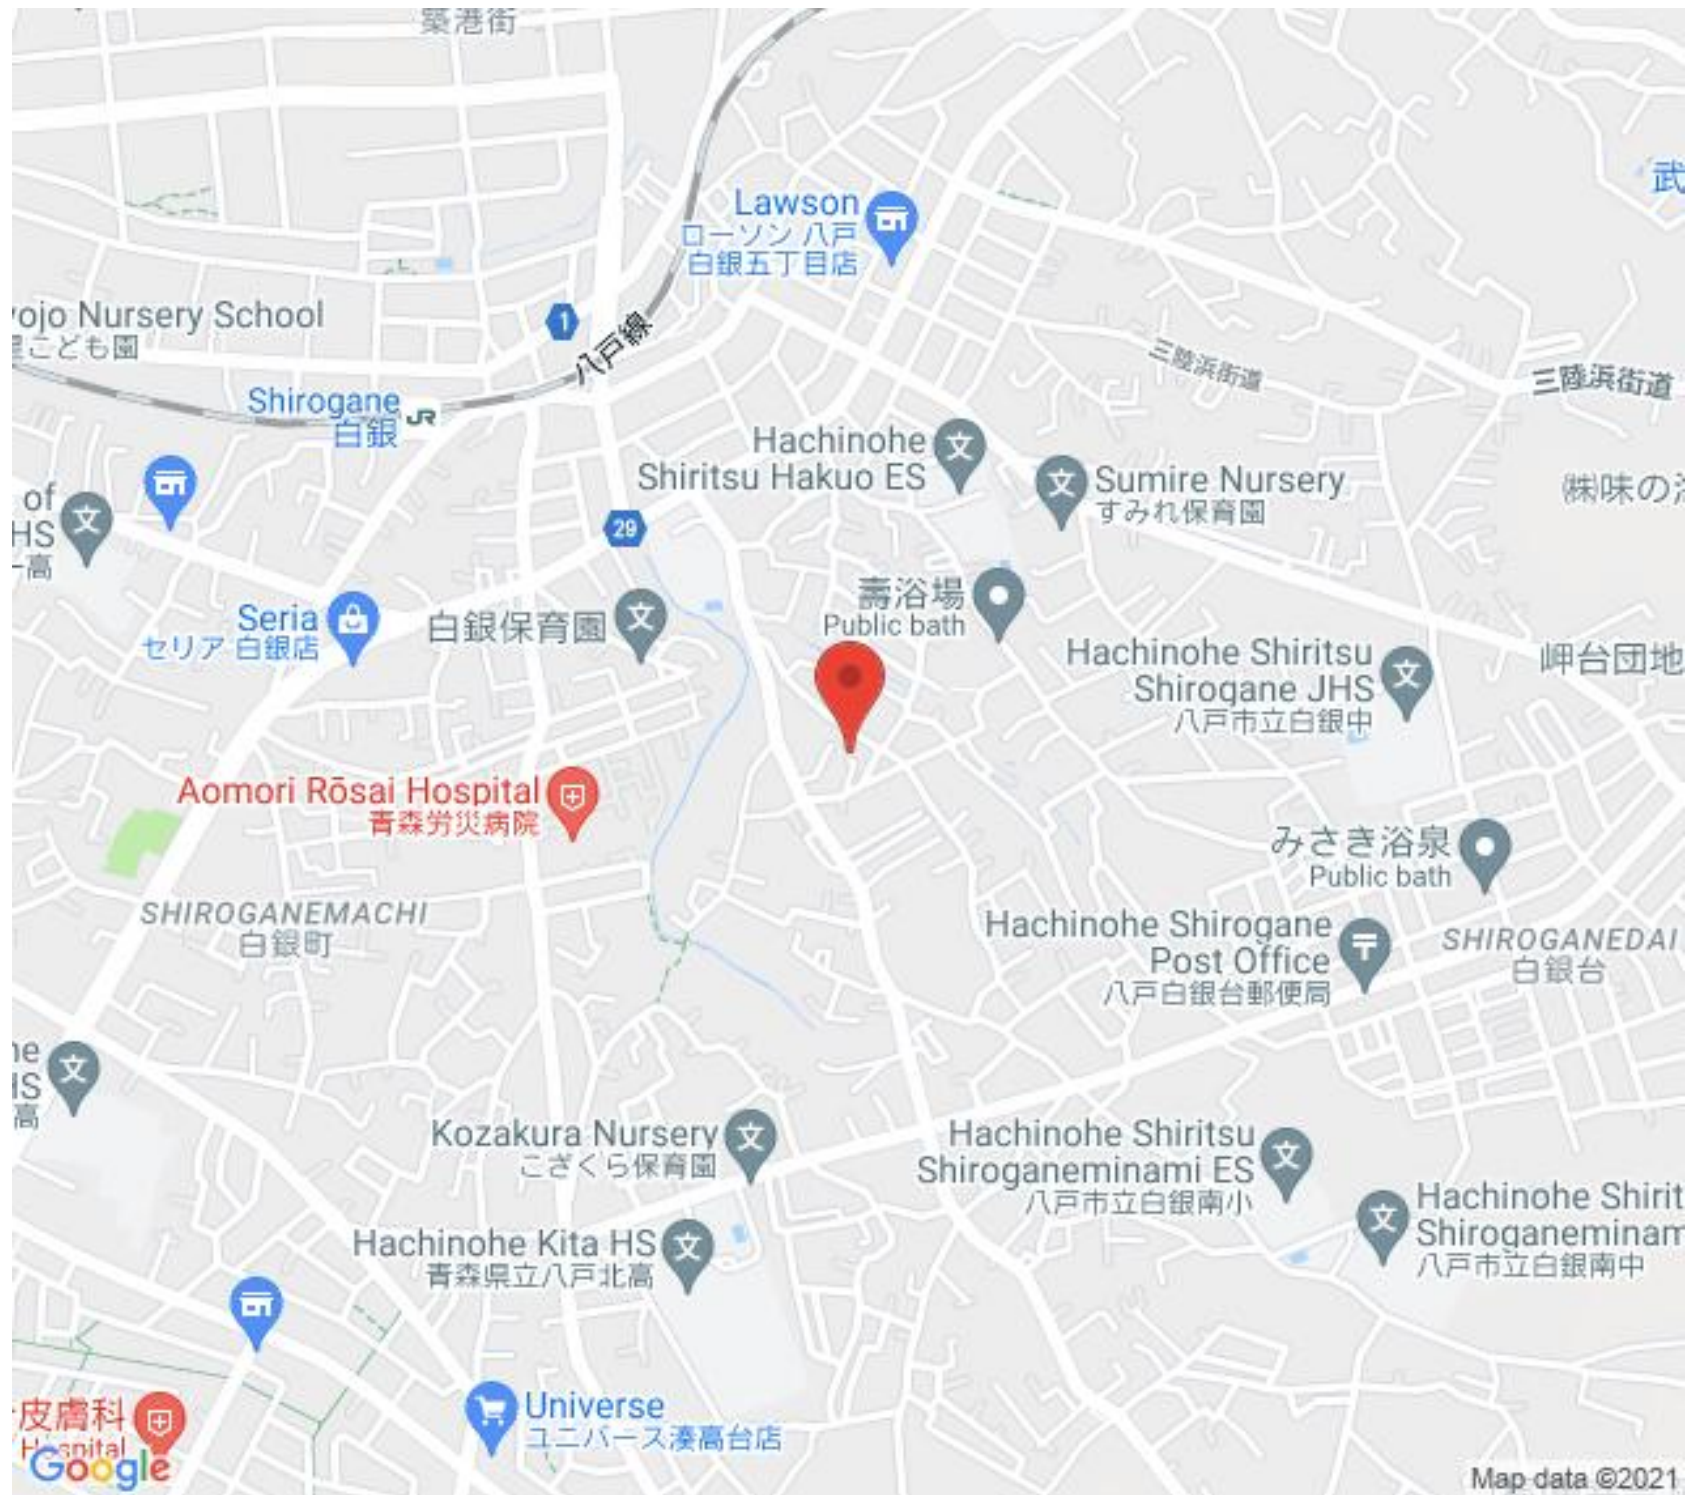 築港街
Lawson
ローソン 八戸
白銀五丁目店
武
yojo Nursery School
星こども園
1
八戸線
三陸浜街道
三陸浜街道
Shirogane
白銀
JR
Hachinohe
Shiritsu Hakuo ES
Sumire Nursery
すみれ保育園
㈱味の
of
HS
高
29
壽浴場
Public bath
Seria
セリア 白銀店
白銀保育園
Hachinohe Shiritsu
Shirogane JHS
八戸市立白銀中
岬台団地
Aomori Rōsai Hospital
青森労災病院
みさき浴泉
Public bath
SHIROGANEMACHI
白銀町
Hachinohe Shirogane
Post Office
八戸白銀台郵便局
SHIROGANEDAI
白銀台
ne
HS
高
Kozakura Nursery
こざくら保育園
Hachinohe Shiritsu
Shiroganeminami ES
八戸市立白銀南小
Hachinohe Shirit
Shiroganeminam
八戸市立白銀南中
Hachinohe Kita HS
青森県立八戸北高
Universe
ユニバース湊高台店
皮膚科
Hospital
Google
Map data ©2021